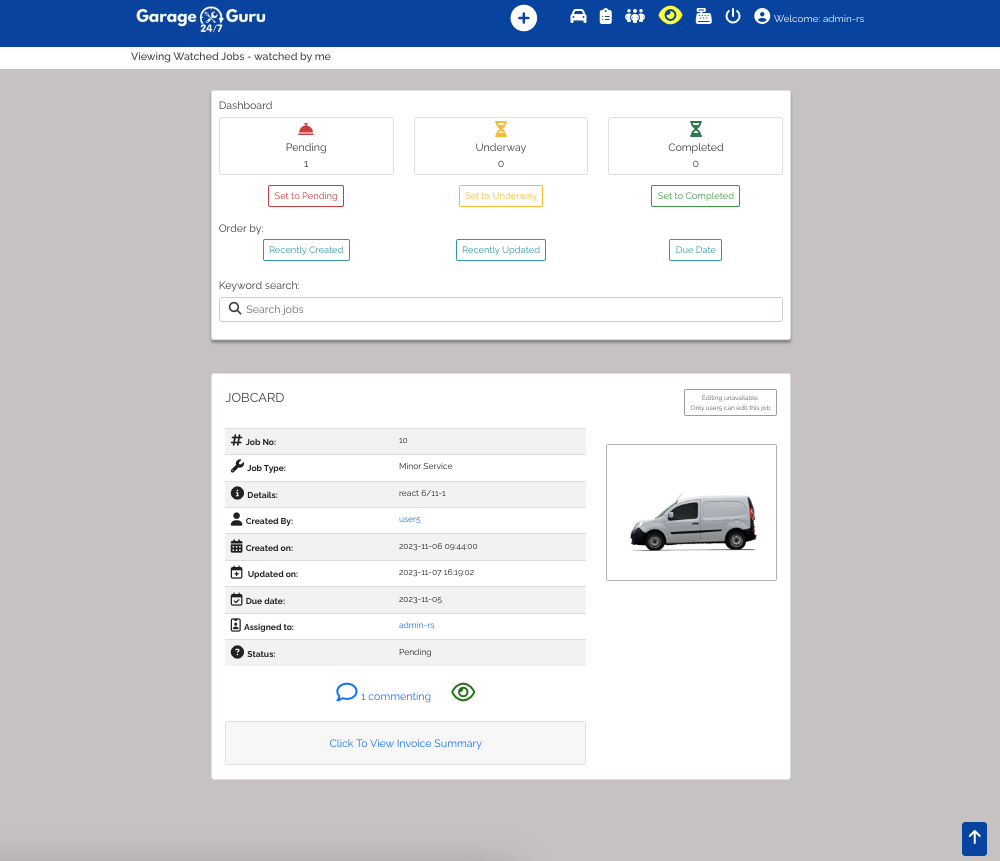 Garage Guru
24/7
Welcome: admin-rs
Viewing Watched Jobs - watched by me
Dashboard
Pending
1
Underway
0
Completed
0
Set to Pending
Set to Underway
Set to Completed
Order by:
Recently Created
Recently Updated
Due Date
Keyword search:
Search jobs
JOBCARD
Editing unavailable.
Only user5 can edit this job
Job No: 10
Job Type: Minor Service
Details: react 6/11-1
Created By: user5
Created on: 2023-11-06 09:44:00
Updated on: 2023-11-07 16:19:02
Due date: 2023-11-05
Assigned to: admin-rs
Status: Pending
1 commenting
Click To View Invoice Summary